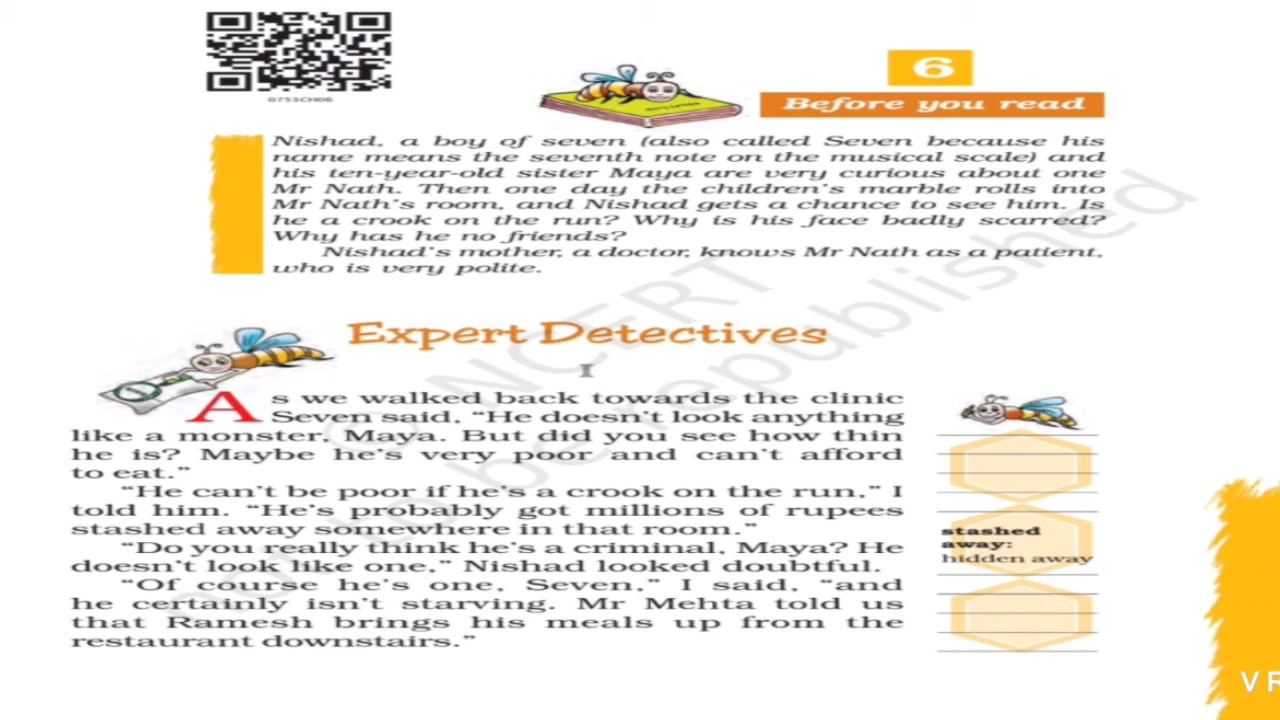 0753CH06
6
Before you read
Nishad, a boy of seven (also called Seven because his
name means the seventh note on the musical scale) and
his ten-year-old sister Maya are very curious about one
Mr Nath. Then one day the children's marble rolls into
Mr Nath's room, and Nishad gets a chance to see him. Is
he a crook on the run? Why is his face badly scarred?
Why has he no friends?
Nishad's mother, a doctor, knows Mr Nath as a patient,
who is very polite.
Expert Detectives
I
As we walked back towards the clinic
Seven said, “He doesn't look anything
like a monster, Maya. But did you see how thin
he is? Maybe he's very poor and can't afford
to eat.”
“He can't be poor if he's a crook on the run,” I
told him. “He's probably got millions of rupees
stashed away somewhere in that room.”
“Do you really think he's a criminal, Maya? He
doesn't look like one,” Nishad looked doubtful.
“Of course he's one, Seven,” I said, “and
he certainly isn't starving. Mr Mehta told us
that Ramesh brings his meals up from the
restaurant downstairs.”
stashed
away:
hidden away
© NCERT
not to be republished
VR